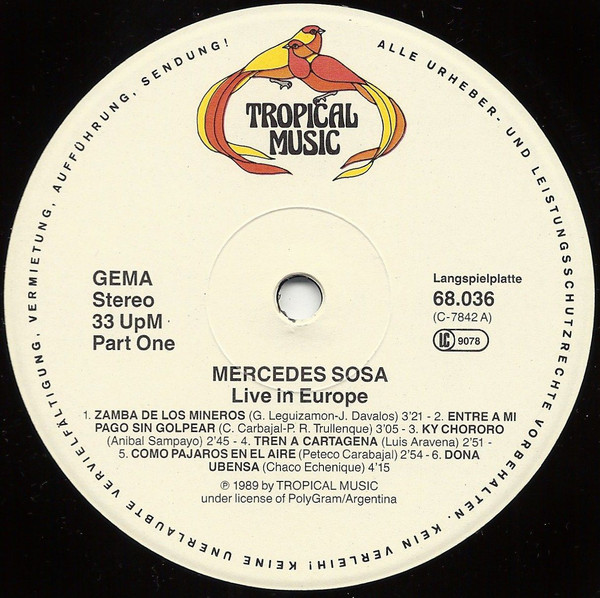 ALLE URHEBER- UND LEISTUNGSSCHUTZRECHTE VORBEHALTEN. KEIN VERLEIH! KEINE UNERLAUBTE VERVIELFÄLTIGUNG, VERMIETUNG, AUFFÜHRUNG, SENDUNG!
TROPICAL
MUSIC
GEMA
Stereo
33 UpM
Part One
Langspielplatte
68.036
(C-7842 A)
LC 9078
MERCEDES SOSA
Live in Europe
1. ZAMBA DE LOS MINEROS (G. Leguizamon-J. Davalos) 3'21 - 2. ENTRE A MI
PAGO SIN GOLPEAR (C. Carbajal-P. R. Trullenque) 3'05 - 3. KY CHORORO
(Anibal Sampayo) 2'45 - 4. TREN A CARTAGENA (Luis Aravena) 2'51 -
5. COMO PAJAROS EN EL AIRE (Peteco Carabajal) 2'54 - 6. DONA
UBENSA (Chaco Echenique) 4'15
℗ 1989 by TROPICAL MUSIC
under license of PolyGram/Argentina